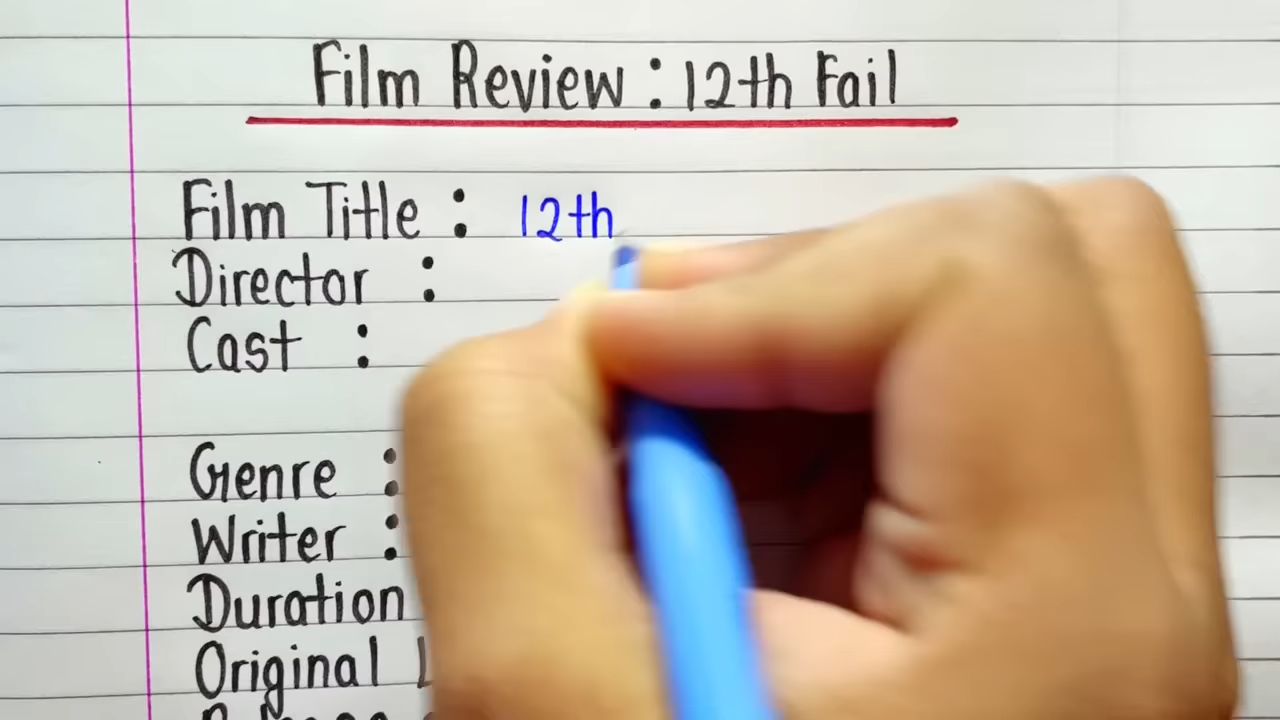 Film Review : 12th Fail
Film Title : 12th
Director :
Cast :
Genre :
Writer :
Duration
Original